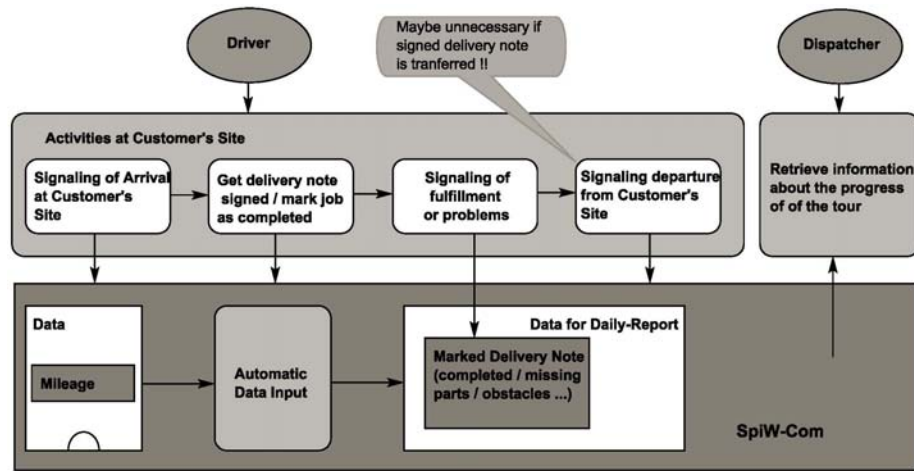 Driver
Maybe unnecessary if
signed delivery note
is tranferred !!
Dispatcher
Activities at Customer's Site
Signaling of Arrival
at Customer's
Site
Get delivery note
signed / mark job
as completed
Signaling of
fulfillment
or problems
Signaling departure
from Customer's
Site
Retrieve information
about the progress
of of the tour
Data
Mileage
Automatic
Data Input
Data for Daily-Report
Marked Delivery Note
(completed / missing
parts / obstacles ...)
SpiW-Com